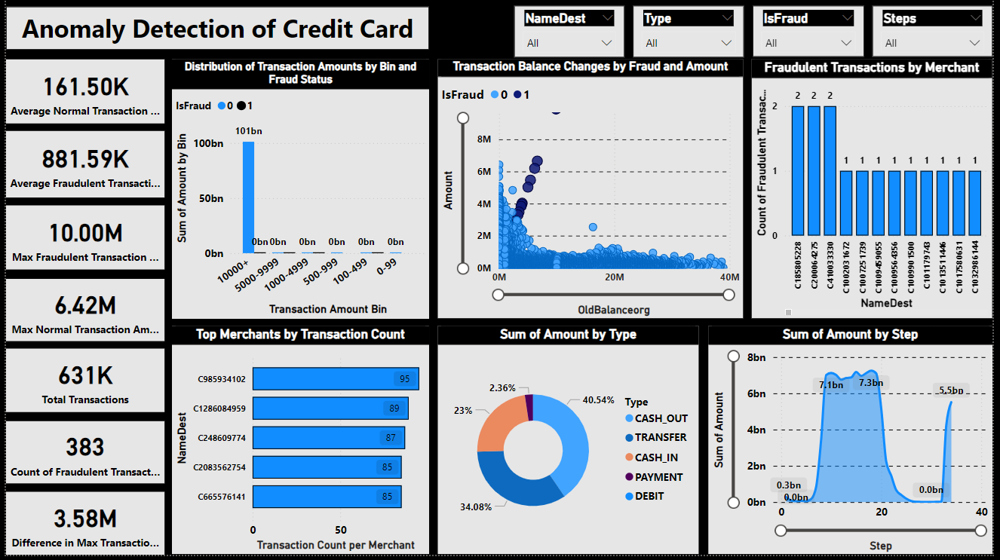 Anomaly Detection of Credit Card
NameDest
All
Type
All
IsFraud
All
Steps
All
161.50K
Average Normal Transaction ...
881.59K
Average Fraudulent Transacti...
10.00M
Max Fraudulent Transaction ...
6.42M
Max Normal Transaction Am...
631K
Total Transactions
383
Count of Fraudulent Transact...
3.58M
Difference in Max Transactio...
Distribution of Transaction Amounts by Bin and
Fraud Status
IsFraud 0 1
Sum of Amount by Bin
100bn
50bn
0bn
101bn
0bn 0bn 0bn 0bn 0bn 0bn
10000+ 5000-9999 1000-4999 500-999 100-499 0-99
Transaction Amount Bin
Transaction Balance Changes by Fraud and Amount
IsFraud 0 1
Amount
8M
6M
4M
2M
0M
0M 20M 40M
OldBalanceorg
Fraudulent Transactions by Merchant
Count of Fraudulent Transac...
2
1
0
2 2 2 1 1 1 1 1 1 1 1 1
C185805228
C20064275
C410033330
C100203167​2
C1007251739
C1009459055
C1009564356
C1009901500
C101179743
C1013511446
C1017580631
C1032986144
NameDest
Top Merchants by Transaction Count
NameDest
C985934102 95
C1286084959 89
C248609774 87
C2083562754 85
C665576141 85
0 50
Transaction Count per Merchant
Sum of Amount by Type
2.36%
40.54%
23%
34.08%
Type
CASH_OUT
TRANSFER
CASH_IN
PAYMENT
DEBIT
Sum of Amount by Step
Sum of Amount
8bn
6bn
4bn
2bn
0bn
0.3bn
0.0bn
7.1bn
7.3bn
0.0bn
5.5bn
0 20 40
Step